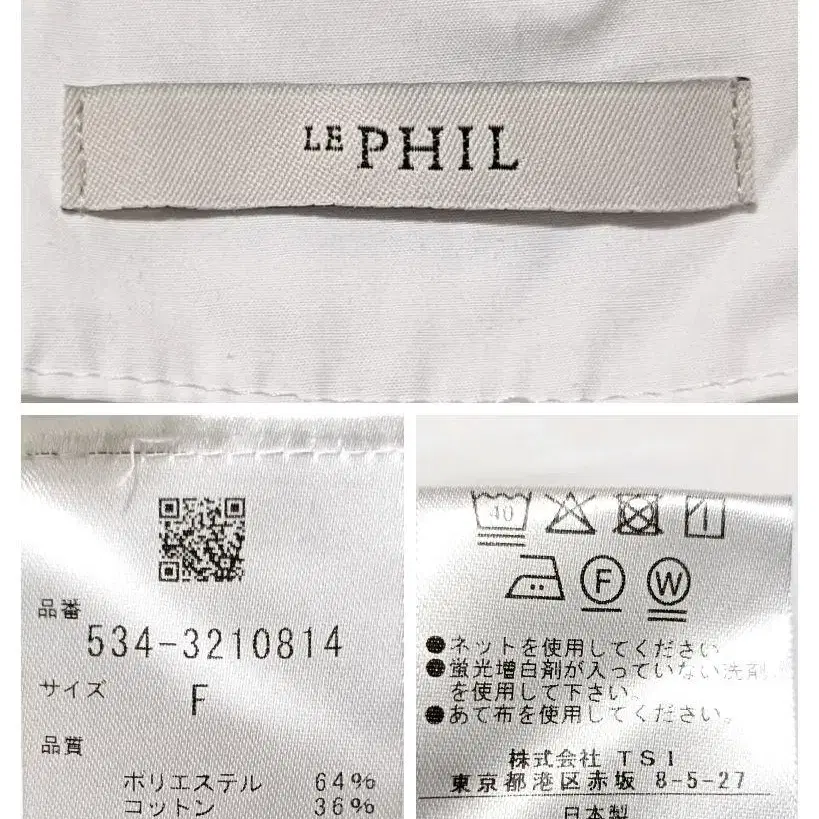 LE PHIL
品番
534-3210814
サイズ
F
品質
ポリエステル 64%
コットン 36%
40
F W
●ネットを使用してください
●蛍光増白剤が入っていない洗剤
を使用して下さい。
●あて布を使用してください。
株式会社 TSI
東京都港区赤坂 8-5-27
日本製